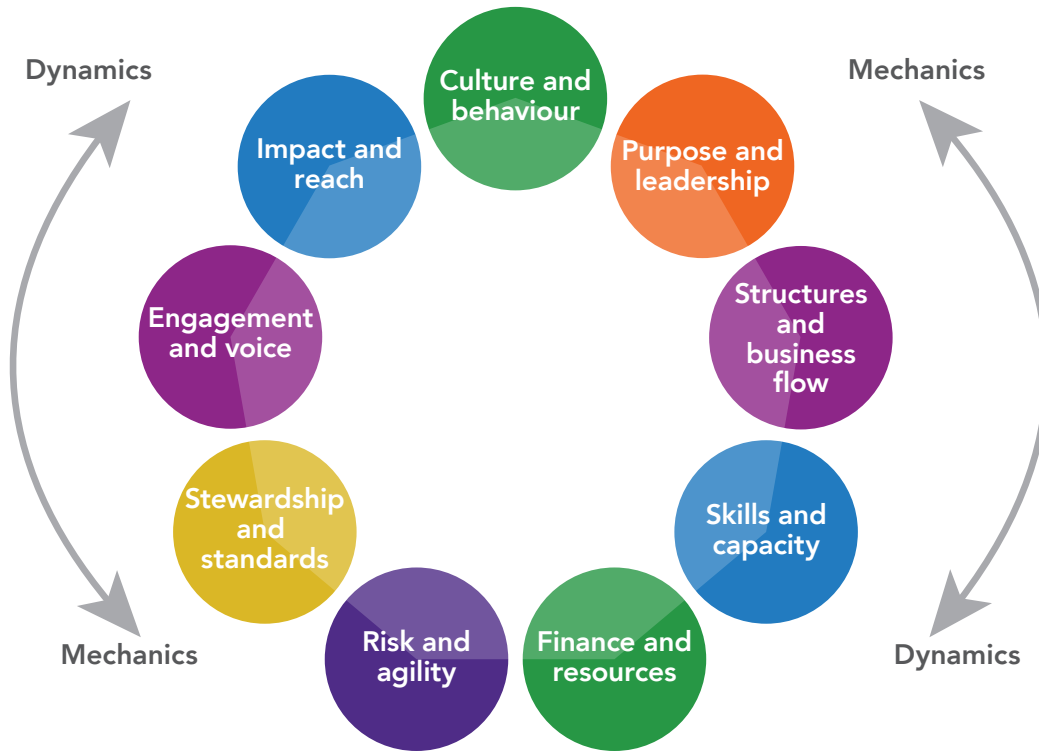 Dynamics
Mechanics
Culture and
behaviour
Impact and
reach
Purpose and
leadership
Engagement
and voice
Structures
and
business
flow
Stewardship
and
standards
Skills and
capacity
Risk and
agility
Finance and
resources
Mechanics
Dynamics